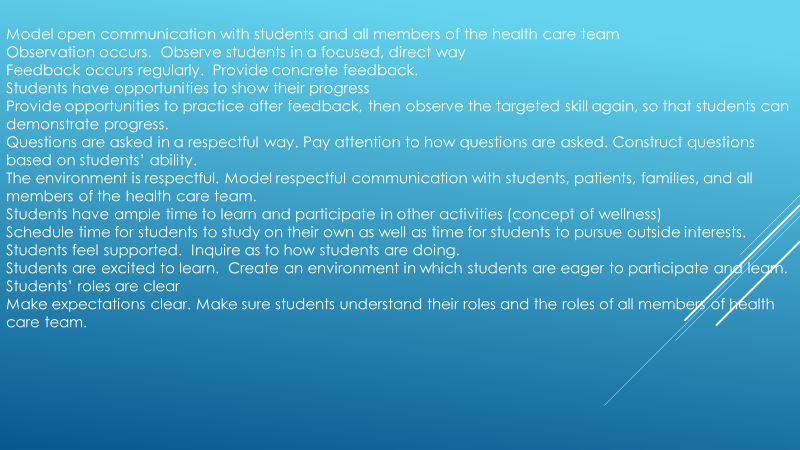 Model open communication with students and all members of the health care team
Observation occurs.  Observe students in a focused, direct way
Feedback occurs regularly.  Provide concrete feedback.
Students have opportunities to show their progress
Provide opportunities to practice after feedback, then observe the targeted skill again, so that students can
demonstrate progress.
Questions are asked in a respectful way. Pay attention to how questions are asked. Construct questions
based on students’ ability.
The environment is respectful. Model respectful communication with students, patients, families, and all
members of the health care team.
Students have ample time to learn and participate in other activities (concept of wellness)
Schedule time for students to study on their own as well as time for students to pursue outside interests.
Students feel supported.  Inquire as to how students are doing.
Students are excited to learn.  Create an environment in which students are eager to participate and learn.
Students’ roles are clear
Make expectations clear. Make sure students understand their roles and the roles of all members of health
care team.